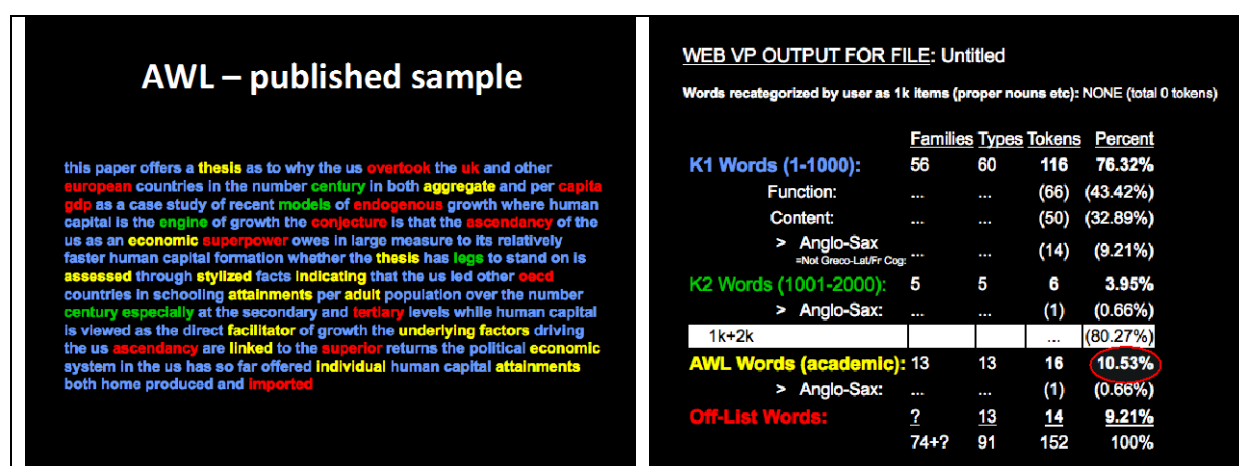 AWL – published sample
this paper offers a thesis as to why the us overtook the uk and other
european countries in the number century in both aggregate and per capita
gdp as a case study of recent models of endogenous growth where human
capital is the engine of growth the conjecture is that the ascendancy of the
us as an economic superpower owes in large measure to its relatively
faster human capital formation whether the thesis has legs to stand on is
assessed through stylized facts indicating that the us led other oecd
countries in schooling attainments per adult population over the number
century especially at the secondary and tertiary levels while human capital
is viewed as the direct facilitator of growth the underlying factors driving
the us ascendancy are linked to the superior returns the political economic
system in the us has so far offered individual human capital attainments
both home produced and imported
WEB VP OUTPUT FOR FILE: Untitled
Words recategorized by user as 1k items (proper nouns etc): NONE (total 0 tokens)
Families Types Tokens Percent
K1 Words (1-1000): 56 60 116 76.32%
Function: ... ... (66) (43.42%)
Content: ... ... (50) (32.89%)
> Anglo-Sax ... ... (14) (9.21%)
=Not Greco-Lat/Fr Cog:
K2 Words (1001-2000): 5 5 6 3.95%
> Anglo-Sax: ... ... (1) (0.66%)
1k+2k ... (80.27%)
AWL Words (academic): 13 13 16 10.53%
> Anglo-Sax: ... ... (1) (0.66%)
Off-List Words: ? 13 14 9.21%
74+? 91 152 100%